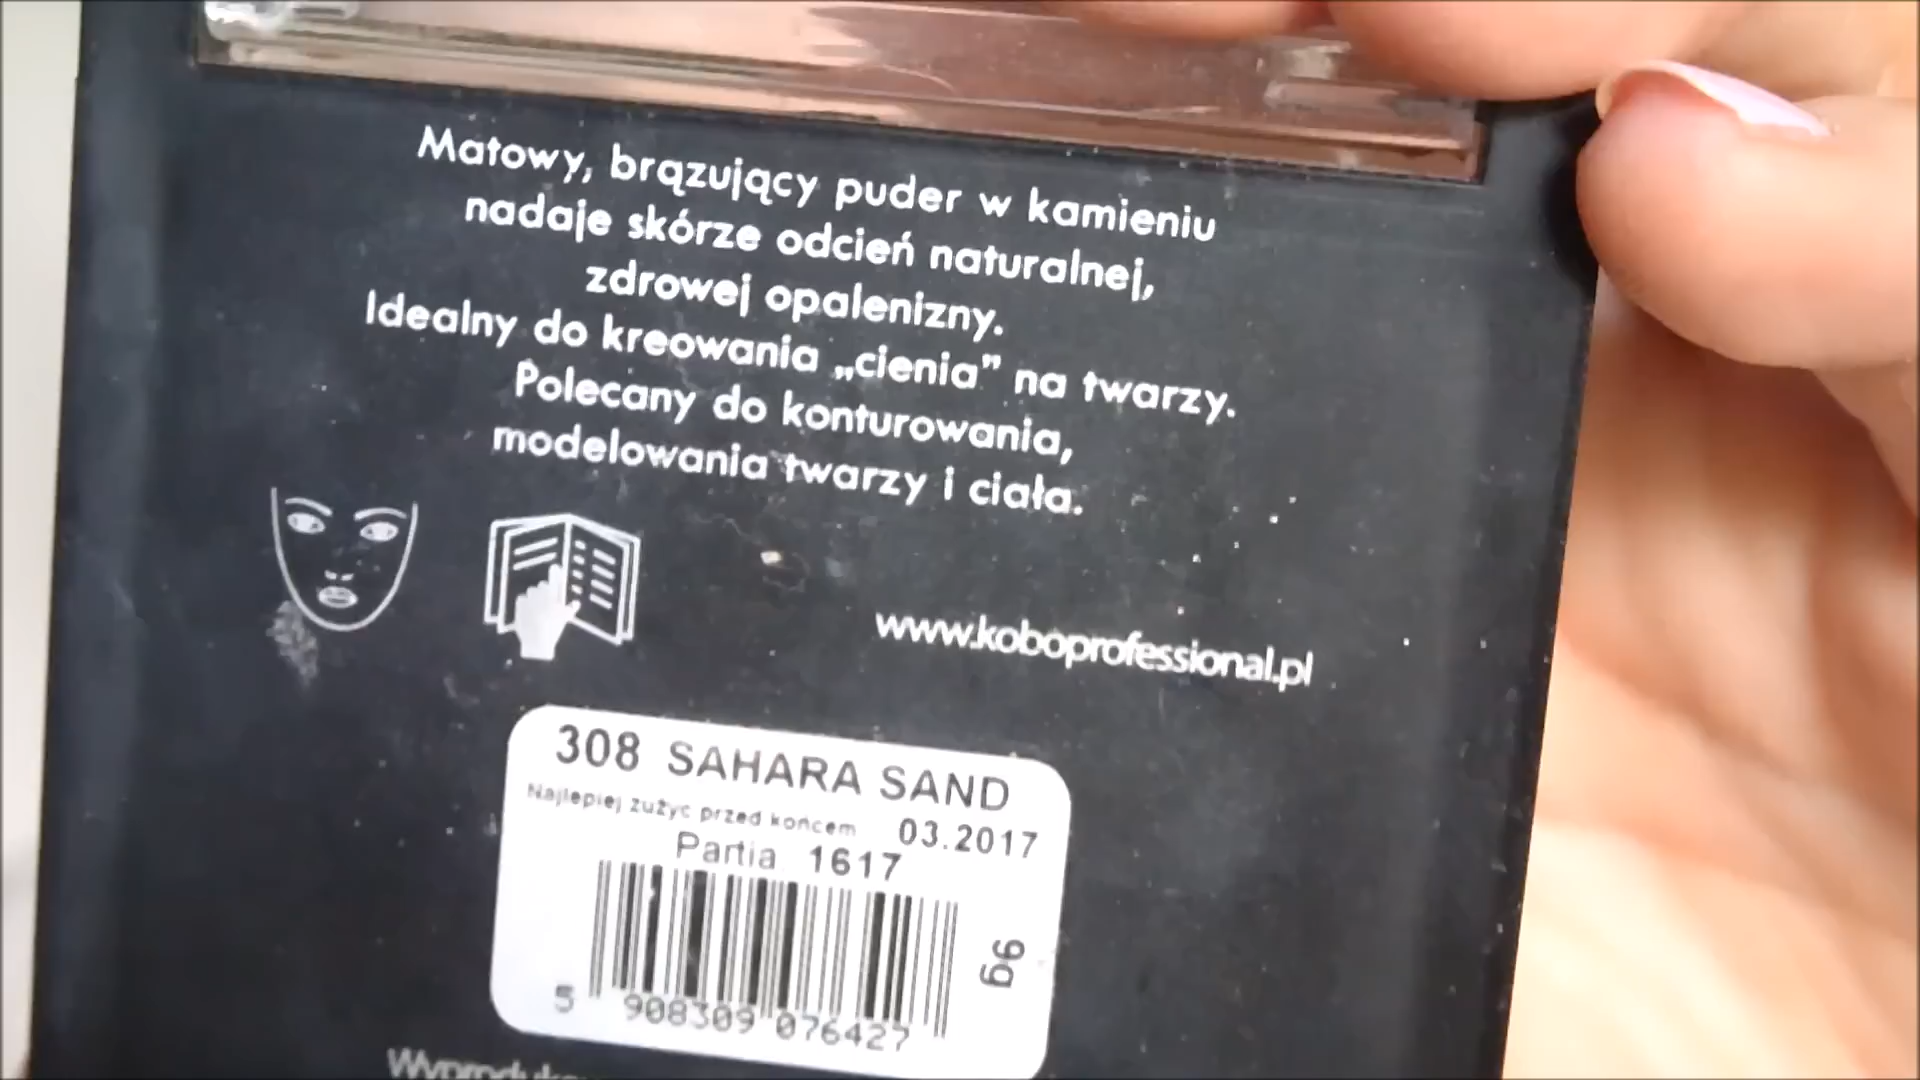 Matowy, brązujący puder w kamieniu
nadaje skórze odcień naturalnej,
zdrowej opalenizny.
Idealny do kreowania „cienia” na twarzy.
Polecany do konturowania,
modelowania twarzy i ciała.
www.koboprofessional.pl
308 SAHARA SAND
Najlepiej zużyc przed koncem 03.2017
Partia 1617
9g
5 908309 076427